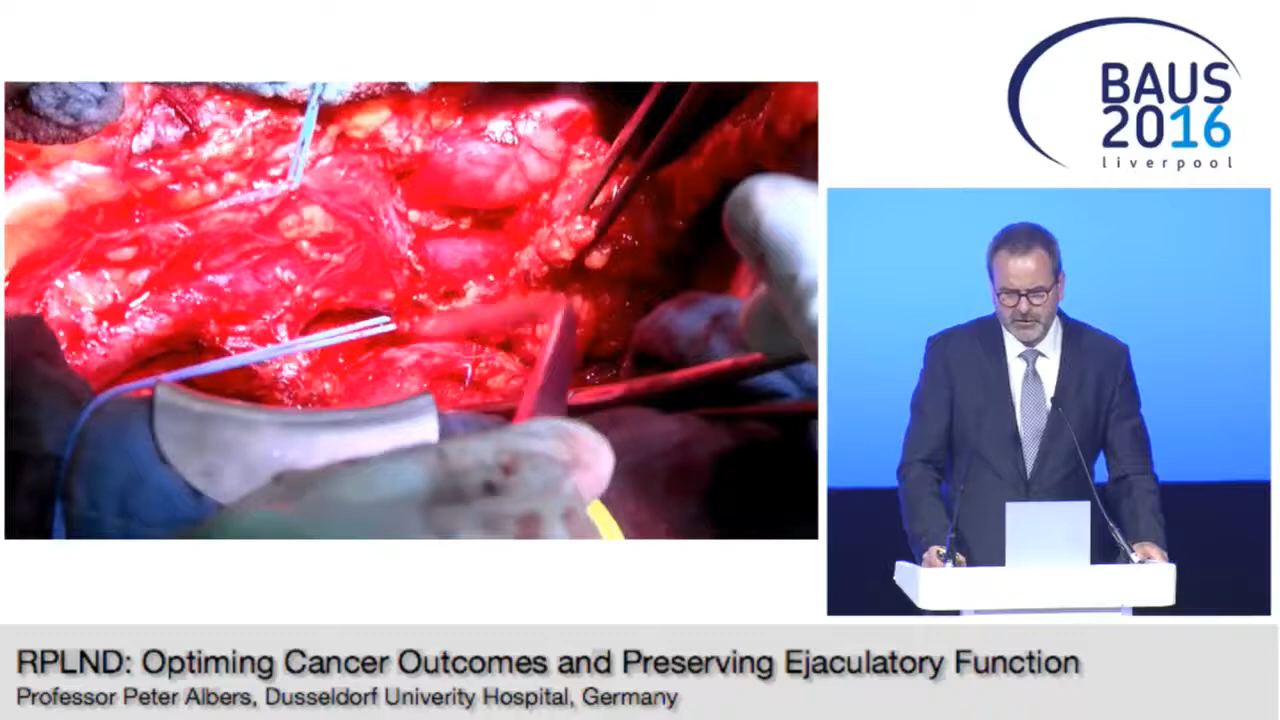 BAUS
2016
liverpool
RPLND: Optiming Cancer Outcomes and Preserving Ejaculatory Function
Professor Peter Albers, Dusseldorf Univerity Hospital, Germany